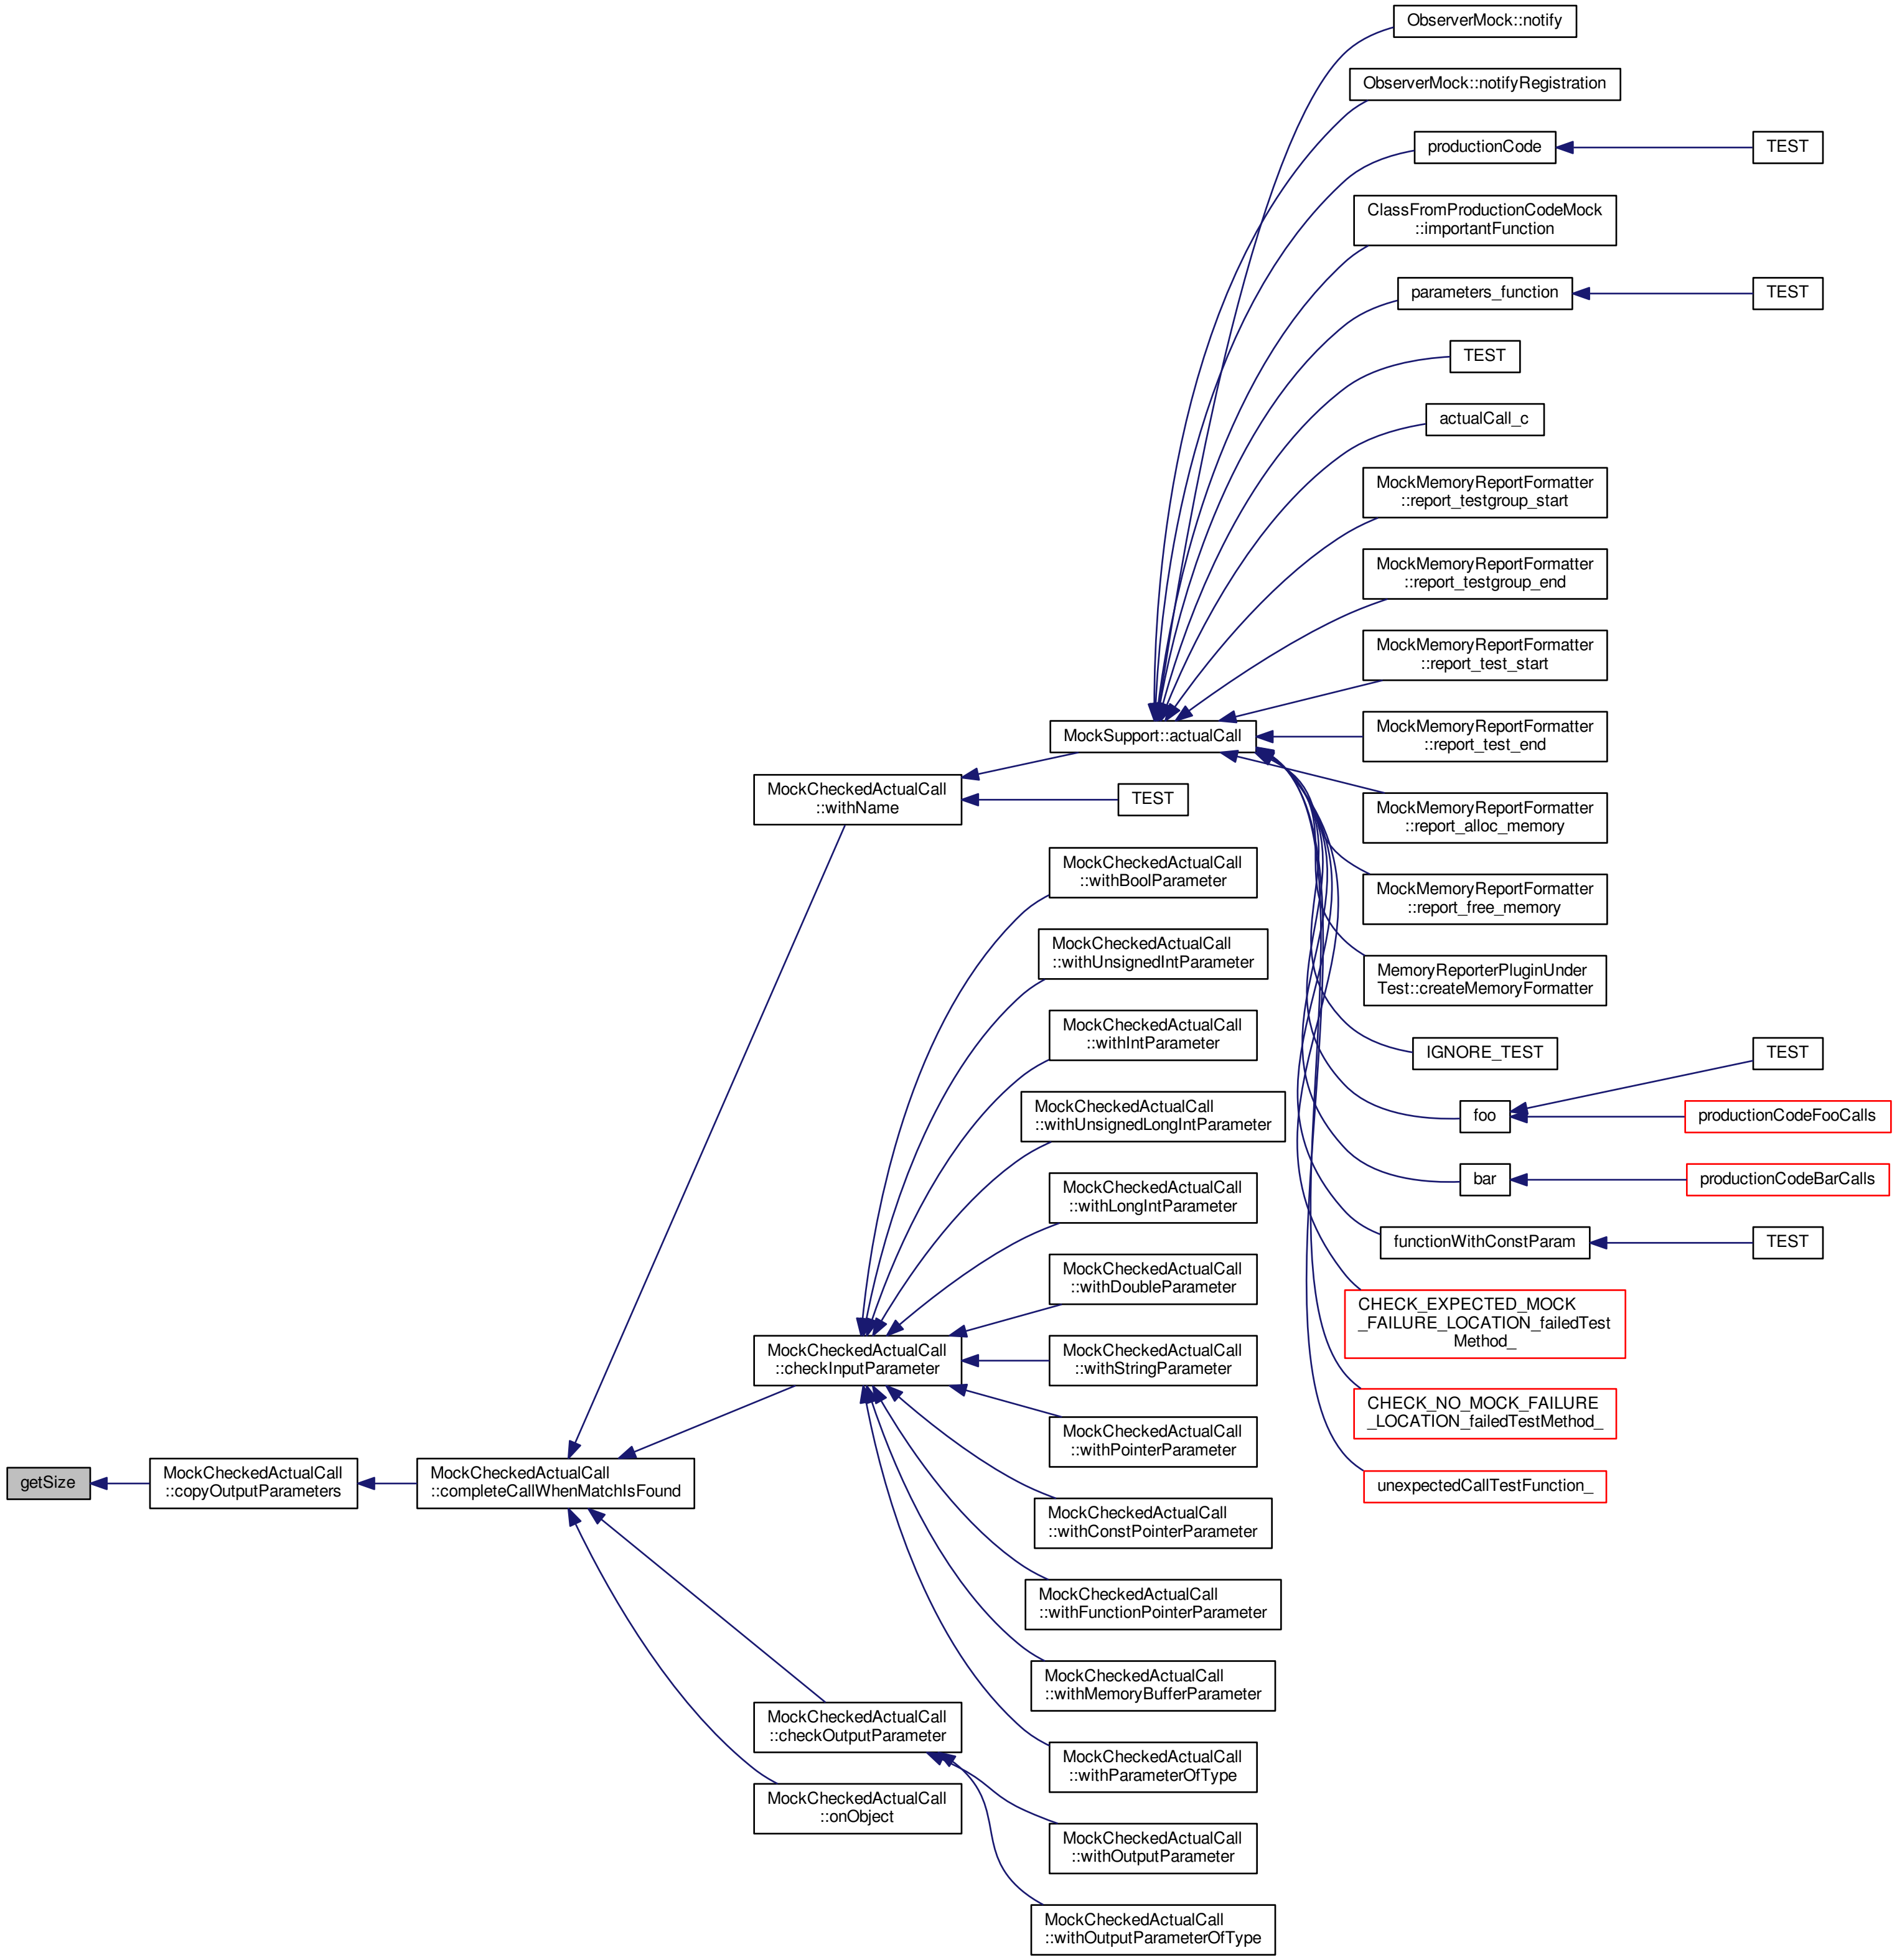 ObserverMock::notify
ObserverMock::notifyRegistration
productionCode
TEST
ClassFromProductionCodeMock
::importantFunction
parameters_function
TEST
TEST
actualCall_c
MockMemoryReportFormatter
::report_testgroup_start
MockMemoryReportFormatter
::report_testgroup_end
MockMemoryReportFormatter
::report_test_start
MockSupport::actualCall
MockMemoryReportFormatter
::report_test_end
MockCheckedActualCall
::withName
TEST
MockMemoryReportFormatter
::report_alloc_memory
MockCheckedActualCall
::withBoolParameter
MockMemoryReportFormatter
::report_free_memory
MockCheckedActualCall
::withUnsignedIntParameter
MemoryReporterPluginUnder
Test::createMemoryFormatter
MockCheckedActualCall
::withIntParameter
IGNORE_TEST
TEST
MockCheckedActualCall
::withUnsignedLongIntParameter
foo
productionCodeFooCalls
MockCheckedActualCall
::withLongIntParameter
bar
productionCodeBarCalls
functionWithConstParam
TEST
MockCheckedActualCall
::withDoubleParameter
CHECK_EXPECTED_MOCK
_FAILURE_LOCATION_failedTest
Method_
MockCheckedActualCall
::checkInputParameter
MockCheckedActualCall
::withStringParameter
CHECK_NO_MOCK_FAILURE
_LOCATION_failedTestMethod_
MockCheckedActualCall
::withPointerParameter
getSize
MockCheckedActualCall
::copyOutputParameters
MockCheckedActualCall
::completeCallWhenMatchIsFound
unexpectedCallTestFunction_
MockCheckedActualCall
::withConstPointerParameter
MockCheckedActualCall
::withFunctionPointerParameter
MockCheckedActualCall
::withMemoryBufferParameter
MockCheckedActualCall
::checkOutputParameter
MockCheckedActualCall
::withParameterOfType
MockCheckedActualCall
::onObject
MockCheckedActualCall
::withOutputParameter
MockCheckedActualCall
::withOutputParameterOfType